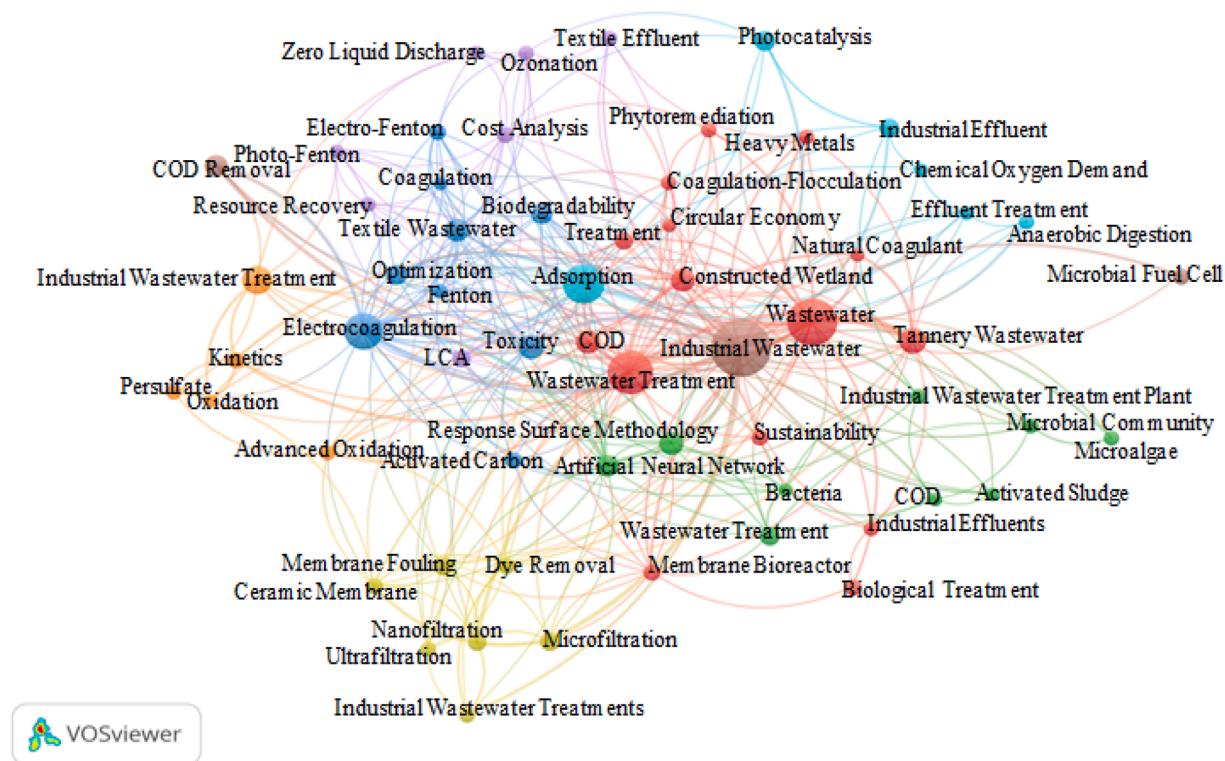 Textile Effluent
Photocatalysis
Zero Liquid Discharge
Ozonation
Phytoremediation
Electro-Fenton
Cost Analysis
Industrial Effluent
Heavy Metals
Photo-Fenton
COD Removal
Chemical Oxygen Demand
Coagulation
Coagulation-Flocculation
Resource Recovery
Biodegradability
Circular Economy
Effluent Treatment
Textile Wastewater
Treatment
Anaerobic Digestion
Natural Coagulant
Industrial Wastewater Treatment
Optimization
Adsorption
Constructed Wetland
Microbial Fuel Cell
Fenton
Wastewater
Electrocoagulation
Toxicity
COD
Industrial Wastewater
Tannery Wastewater
Kinetics
LCA
Wastewater Treatment
Persulfate
Oxidation
Industrial Wastewater Treatment Plant
Microbial Community
Response Surface Methodology
Sustainability
Microalgae
Advanced Oxidation
Activated Carbon
Artificial Neural Network
Bacteria
COD
Activated Sludge
Wastewater Treatment
Industrial Effluents
Membrane Fouling
Dye Removal
Membrane Bioreactor
Ceramic Membrane
Biological Treatment
Nanofiltration
Microfiltration
Ultrafiltration
Industrial Wastewater Treatments
VOSviewer